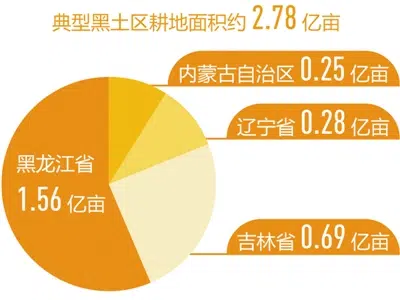 典型黑土区耕地面积约 2.78 亿亩
内蒙古自治区 0.25 亿亩
辽宁省 0.28 亿亩
黑龙江省
1.56 亿亩
吉林省 0.69 亿亩